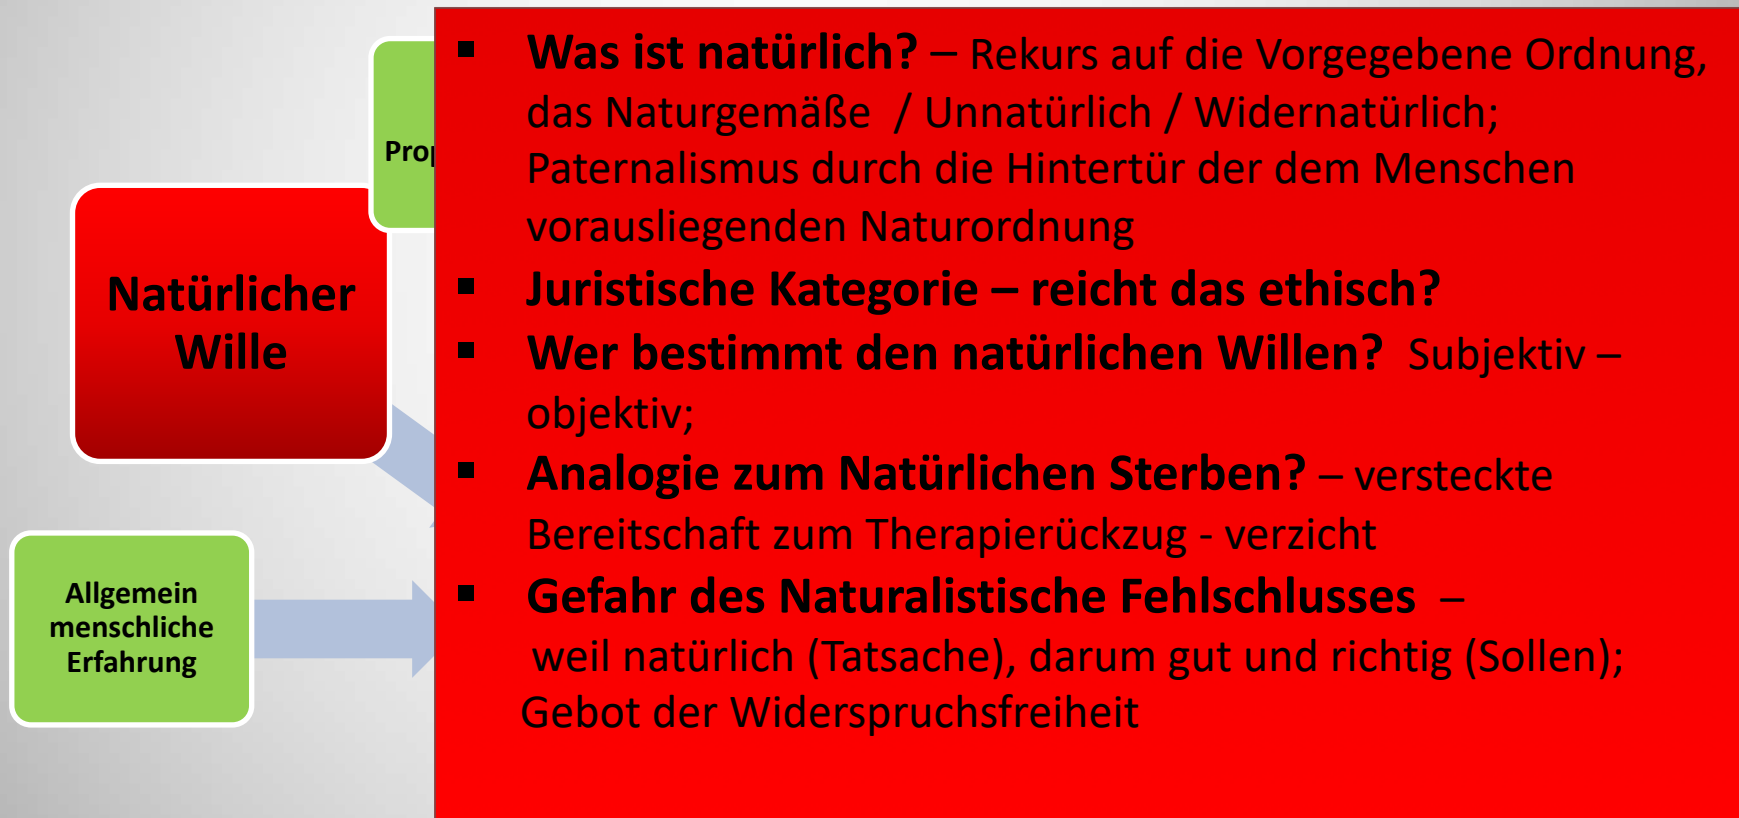 Natürlicher
Wille
Allgemein
menschliche
Erfahrung
▪ Was ist natürlich? – Rekurs auf die Vorgegebene Ordnung,
das Naturgemäße / Unnatürlich / Widernatürlich;
Paternalismus durch die Hintertür der dem Menschen
vorausliegenden Naturordnung
▪ Juristische Kategorie – reicht das ethisch?
▪ Wer bestimmt den natürlichen Willen? Subjektiv –
objektiv;
▪ Analogie zum Natürlichen Sterben? – versteckte
Bereitschaft zum Therapierückzug - verzicht
▪ Gefahr des Naturalistische Fehlschlusses –
weil natürlich (Tatsache), darum gut und richtig (Sollen);
Gebot der Widerspruchsfreiheit